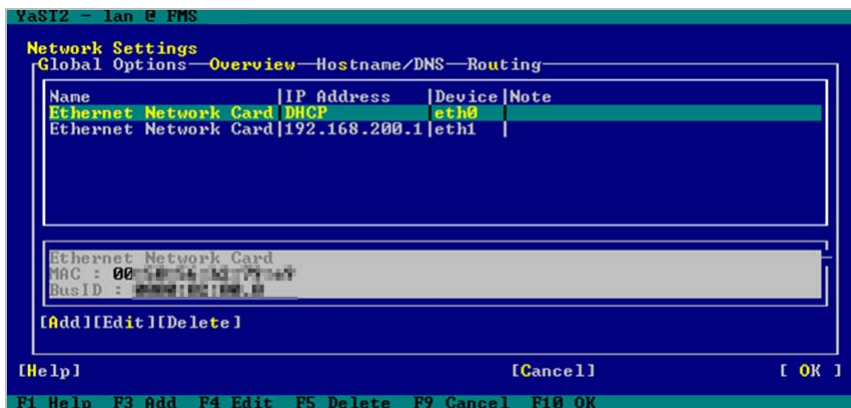 YaST2 - lan @ FMS
Network Settings
Global Options—Overview—Hostname/DNS—Routing
Name |IP Address |Device|Note
Ethernet Network Card|DHCP |eth0 |
Ethernet Network Card|192.168.200.1|eth1 |
Ethernet Network Card
MAC : 00
BusID :
[Add][Edit][Delete]
[Help] [Cancel] [ OK ]
F1 Help F3 Add F4 Edit F5 Delete F9 Cancel F10 OK